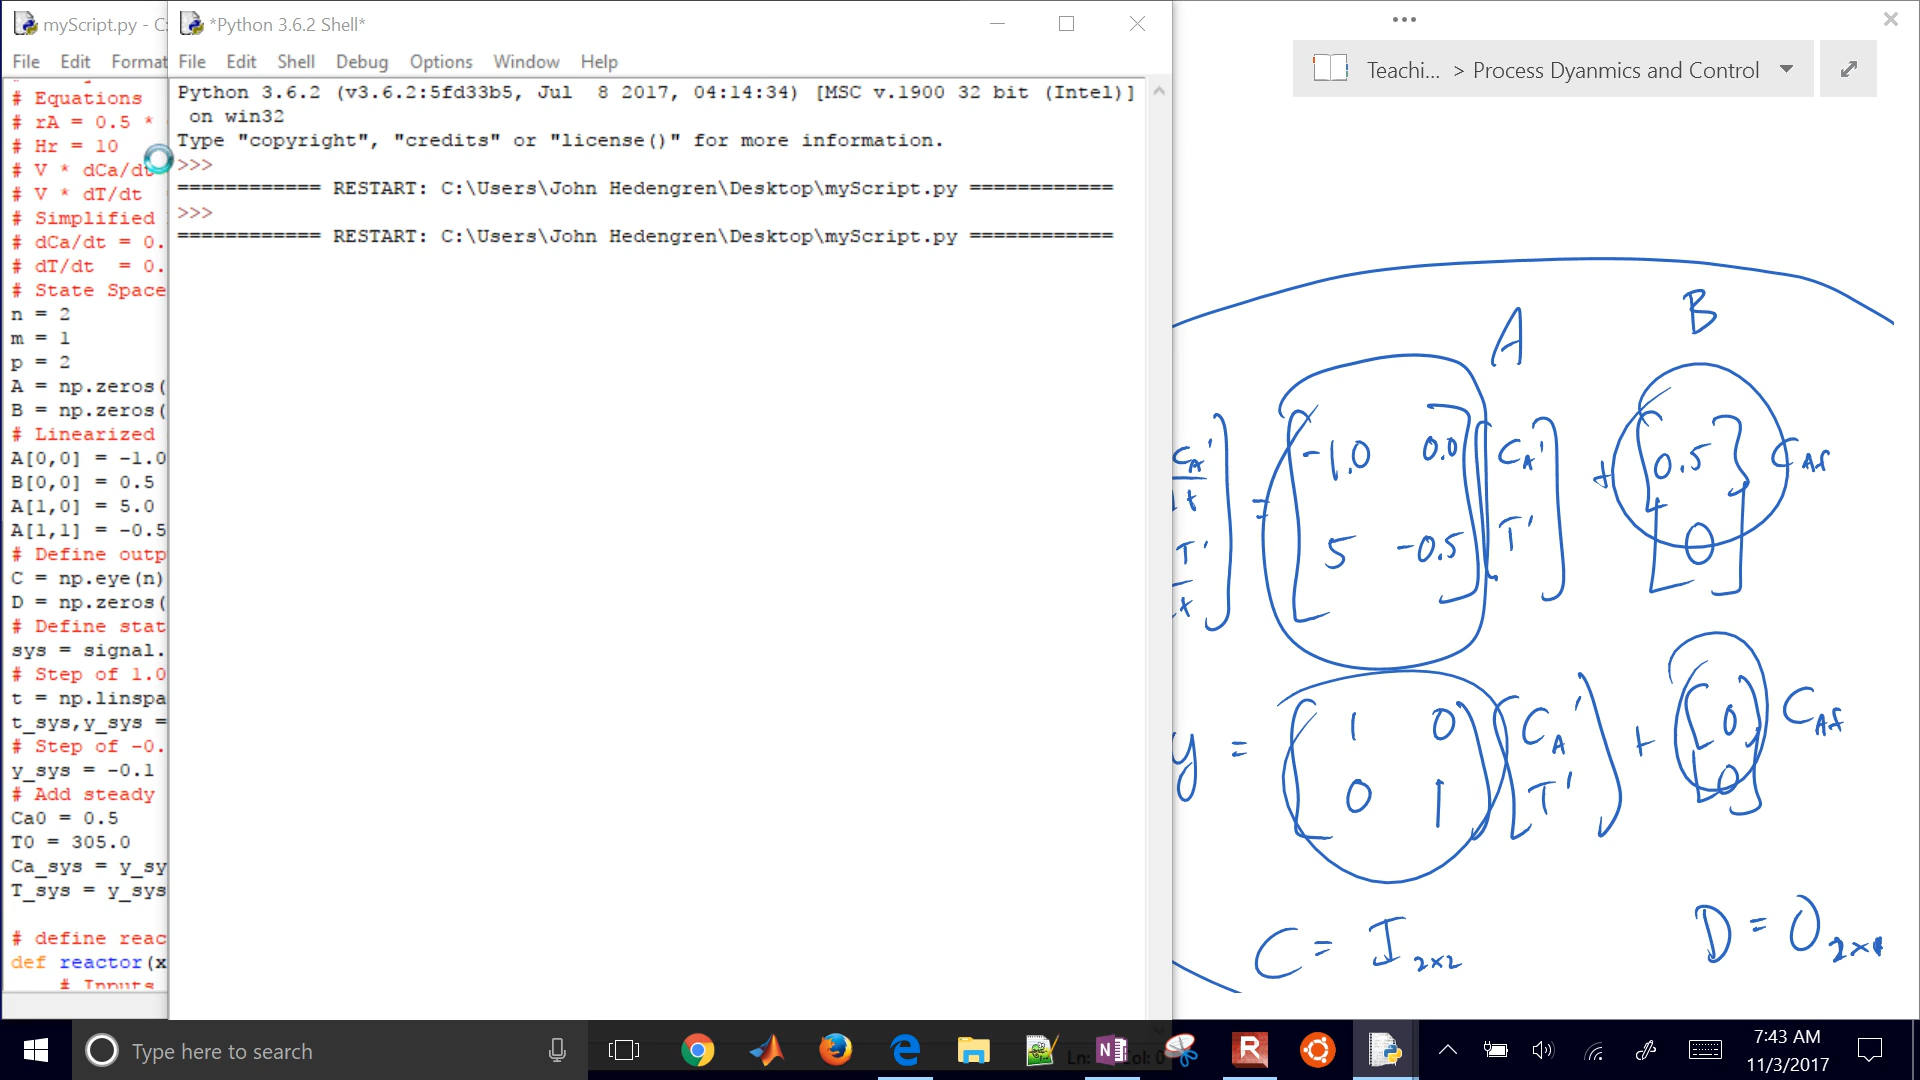 myScript.py - C:
File Edit Format
# Equations
# rA = 0.5 *
# Hr = 10
# V * dCa/dt
# V * dT/dt
# Simplified
# dCa/dt = 0.
# dT/dt  = 0.
# State Space
n = 2
m = 1
p = 2
A = np.zeros(
B = np.zeros(
# Linearized
A[0,0] = -1.0
B[0,0] = 0.5
A[1,0] = 5.0
A[1,1] = -0.5
# Define outp
C = np.eye(n)
D = np.zeros(
# Define stat
sys = signal.
# Step of 1.0
t = np.linspa
t_sys,y_sys =
# Step of -0.
y_sys = -0.1
# Add steady
Ca0 = 0.5
T0 = 305.0
Ca_sys = y_sy
T_sys = y_sys
# define reac
def reactor(x
# Inputs
*Python 3.6.2 Shell*
File Edit Shell Debug Options Window Help
Python 3.6.2 (v3.6.2:5fd33b5, Jul  8 2017, 04:14:34) [MSC v.1900 32 bit (Intel)]
on win32
Type "copyright", "credits" or "license()" for more information.
>>>
============ RESTART: C:\Users\John Hedengren\Desktop\myScript.py ============
>>>
============ RESTART: C:\Users\John Hedengren\Desktop\myScript.py ============
Teachi... > Process Dyanmics and Control
A B
CA' = [-1.0 0.0] [CA'] + [0.5] CAf
T' [5 -0.5] [T'] [0]
y = [1 0] [CA'] + [0] CAf
[0 1] [T'] [0]
C = I 2x2 D = O
Type here to search
7:43 AM
11/3/2017